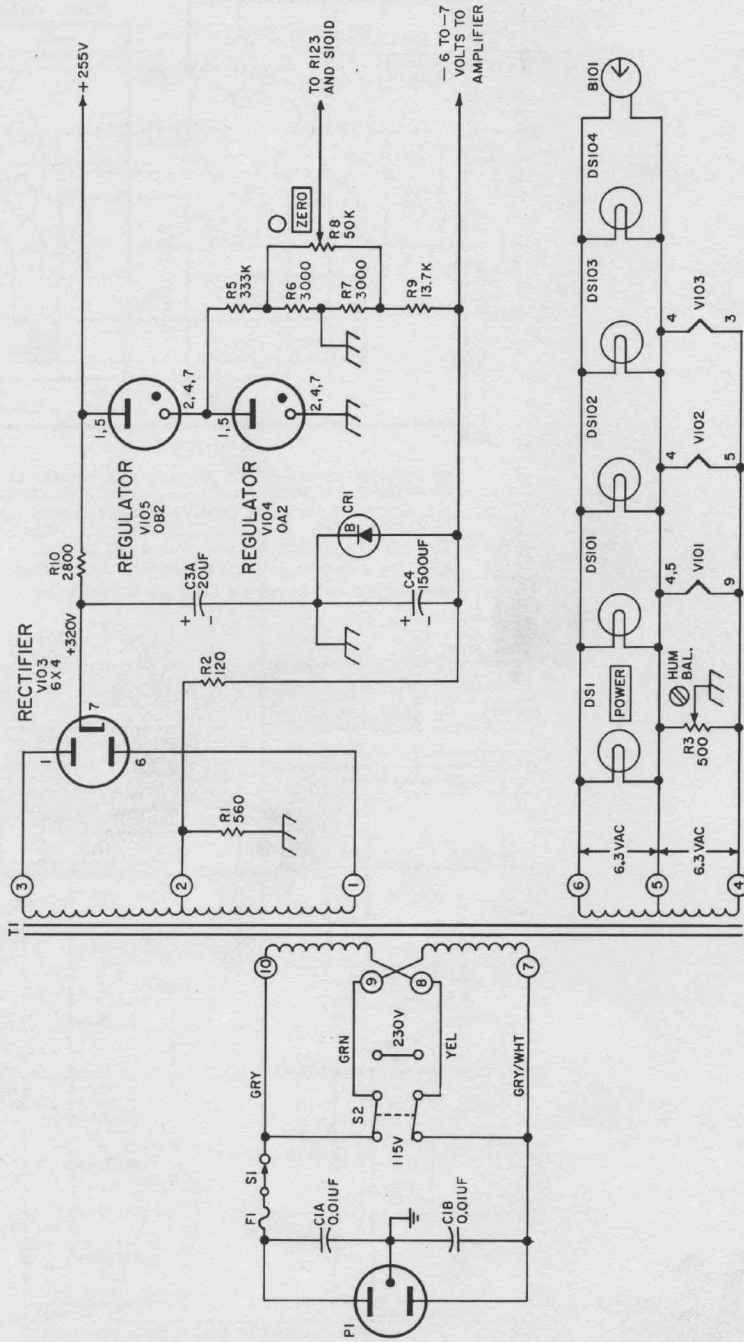 T1
3
2
1
RECTIFIER
V103
6X4
1
7
6
+320V
R10
2800
+255V
REGULATOR
V105
OB2
1,5
2,4,7
REGULATOR
V104
OA2
1,5
2,4,7
R1
560
R2
120
C3A
20UF
+
-
C4
1500UF
+
-
B
CR1
R5
333K
R6
3000
R7
3000
R9
13.7K
ZERO
R8
50K
TO R123
AND S101D
-6 TO -7
VOLTS TO
AMPLIFIER
P1
F1
S1
GRY
C1A
0.01UF
C1B
0.01UF
S2
115V
230V
GRN
YEL
GRY/WHT
10
9
8
7
6
5
4
6.3VAC
6.3VAC
DS1
POWER
DS101
DS102
DS103
DS104
B101
R3
500
HUM
BAL.
4,5
V101
9
4
V102
5
4
V103
3